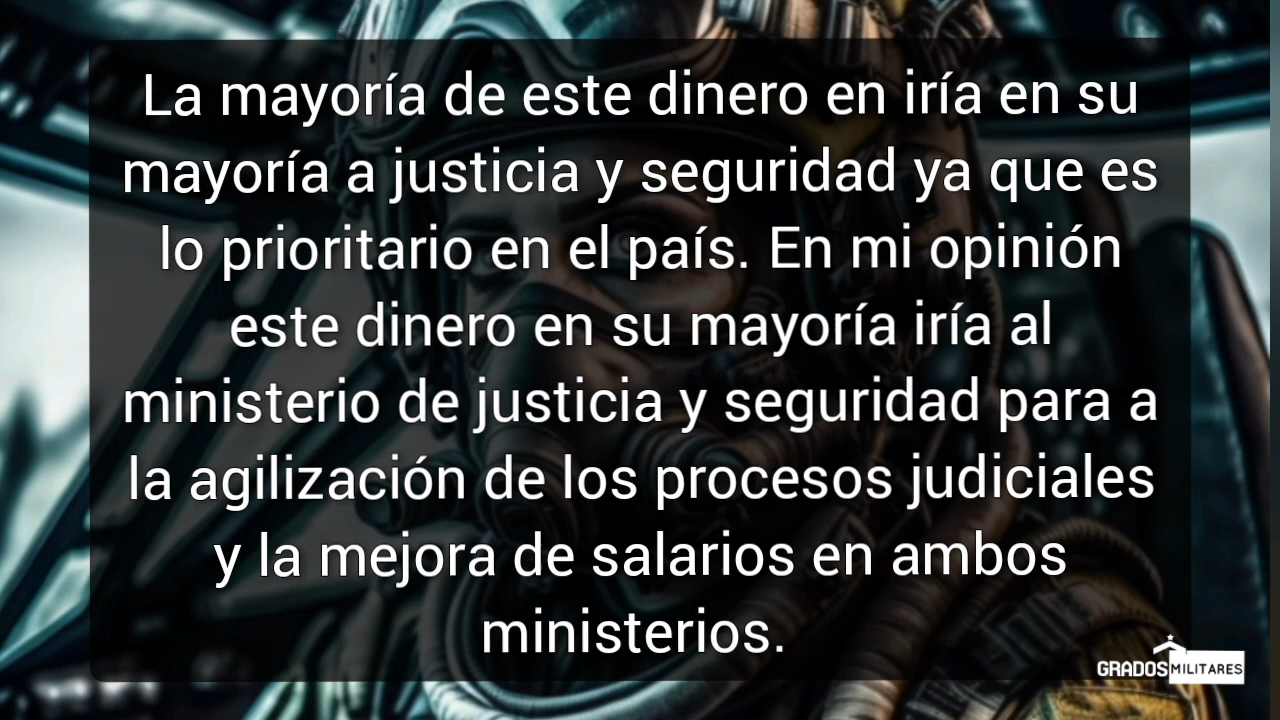 La mayoría de este dinero en iría en su
mayoría a justicia y seguridad ya que es
lo prioritario en el país. En mi opinión
este dinero en su mayoría iría al
ministerio de justicia y seguridad para a
la agilización de los procesos judiciales
y la mejora de salarios en ambos
ministerios.
GRADOSMILITARES